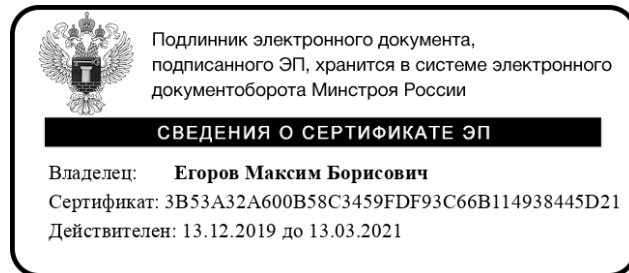 Подлинник электронного документа,
подписанного ЭП, хранится в системе электронного
документоборота Минстроя России
СВЕДЕНИЯ О СЕРТИФИКАТЕ ЭП
Владелец: Егоров Максим Борисович
Сертификат: 3B53A32A600B58C3459FDF93C66B114938445D21
Действителен: 13.12.2019 до 13.03.2021